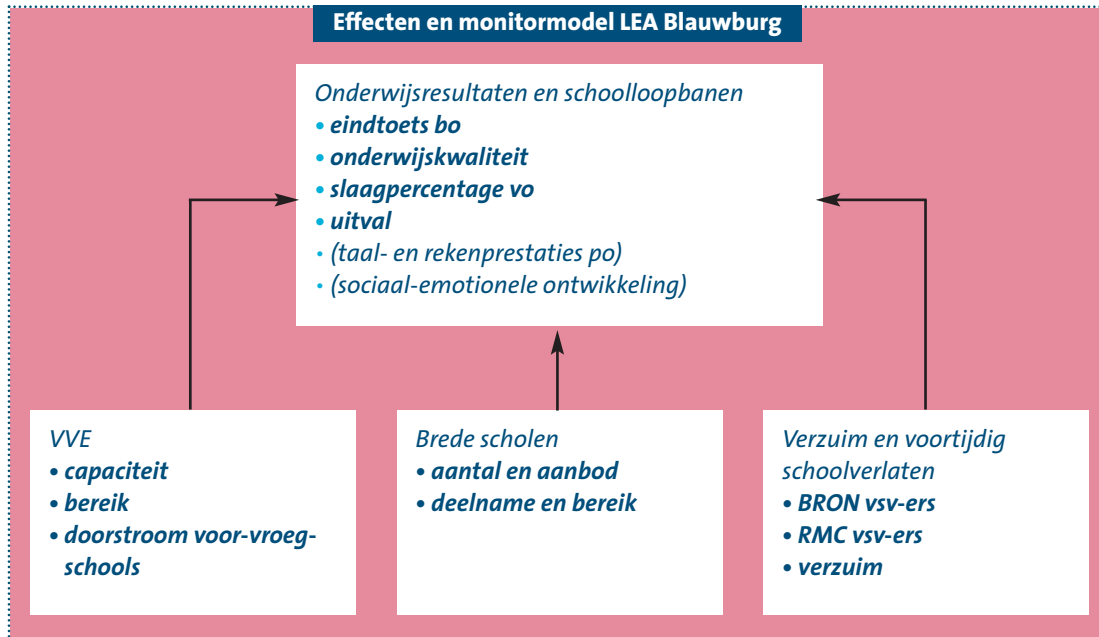 Effecten en monitormodel LEA Blauwburg
Onderwijsresultaten en schoolloopbanen
• eindtoets bo
• onderwijskwaliteit
• slaagpercentage vo
• uitval
• (taal- en rekenprestaties po)
• (sociaal-emotionele ontwikkeling)
VVE
• capaciteit
• bereik
• doorstroom voor-vroeg-
schools
Brede scholen
• aantal en aanbod
• deelname en bereik
Verzuim en voortijdig
schoolverlaten
• BRON vsv-ers
• RMC vsv-ers
• verzuim